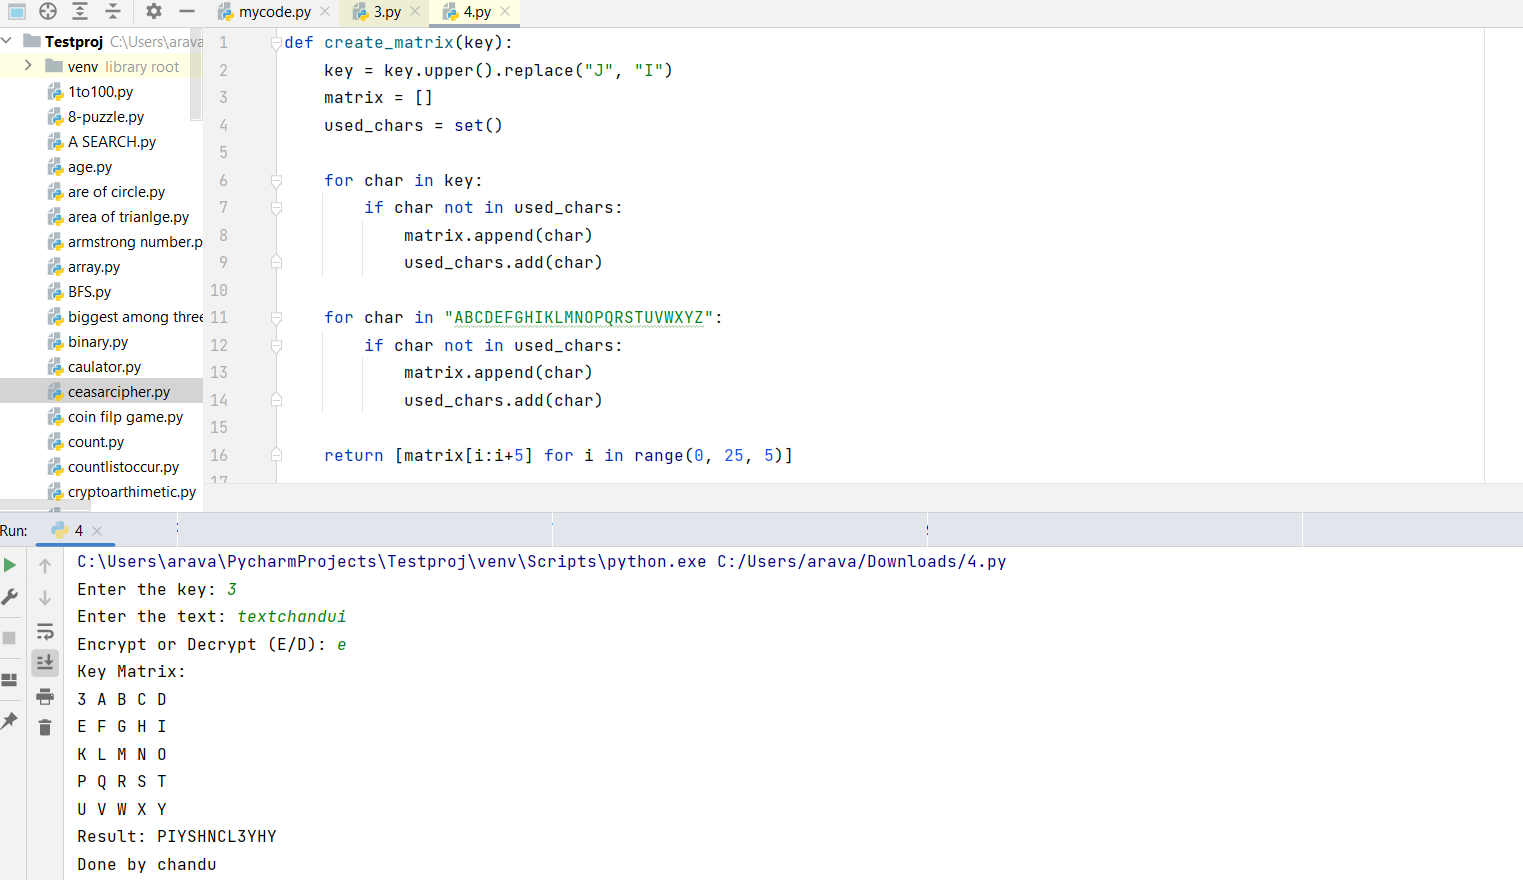 mycode.py 3.py 4.py
Testproj C:\Users\arava
venv library root
1to100.py
8-puzzle.py
A SEARCH.py
age.py
are of circle.py
area of trianlge.py
armstrong number.p
array.py
BFS.py
biggest among three
binary.py
caulator.py
ceasarcipher.py
coin filp game.py
count.py
countlistoccur.py
cryptoarthimetic.py
1 def create_matrix(key):
2 key = key.upper().replace("J", "I")
3 matrix = []
4 used_chars = set()
5
6 for char in key:
7 if char not in used_chars:
8 matrix.append(char)
9 used_chars.add(char)
10
11 for char in "ABCDEFGHIKLMNOPQRSTUVWXYZ":
12 if char not in used_chars:
13 matrix.append(char)
14 used_chars.add(char)
15
16 return [matrix[i:i+5] for i in range(0, 25, 5)]
17
Run: 4
C:\Users\arava\PycharmProjects\Testproj\venv\Scripts\python.exe C:/Users/arava/Downloads/4.py
Enter the key: 3
Enter the text: textchandui
Encrypt or Decrypt (E/D): e
Key Matrix:
3 A B C D
E F G H I
K L M N O
P Q R S T
U V W X Y
Result: PIYSHNCL3YHY
Done by chandu